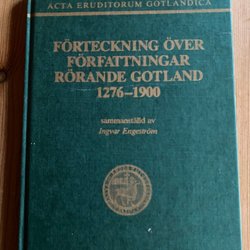 ACTA ERUDITORUM GOTLANDICA
FÖRTECKNING ÖVER
FÖRFATTNINGAR
RÖRANDE GOTLAND
1276–1900
sammanställd av
Ingvar Engeström